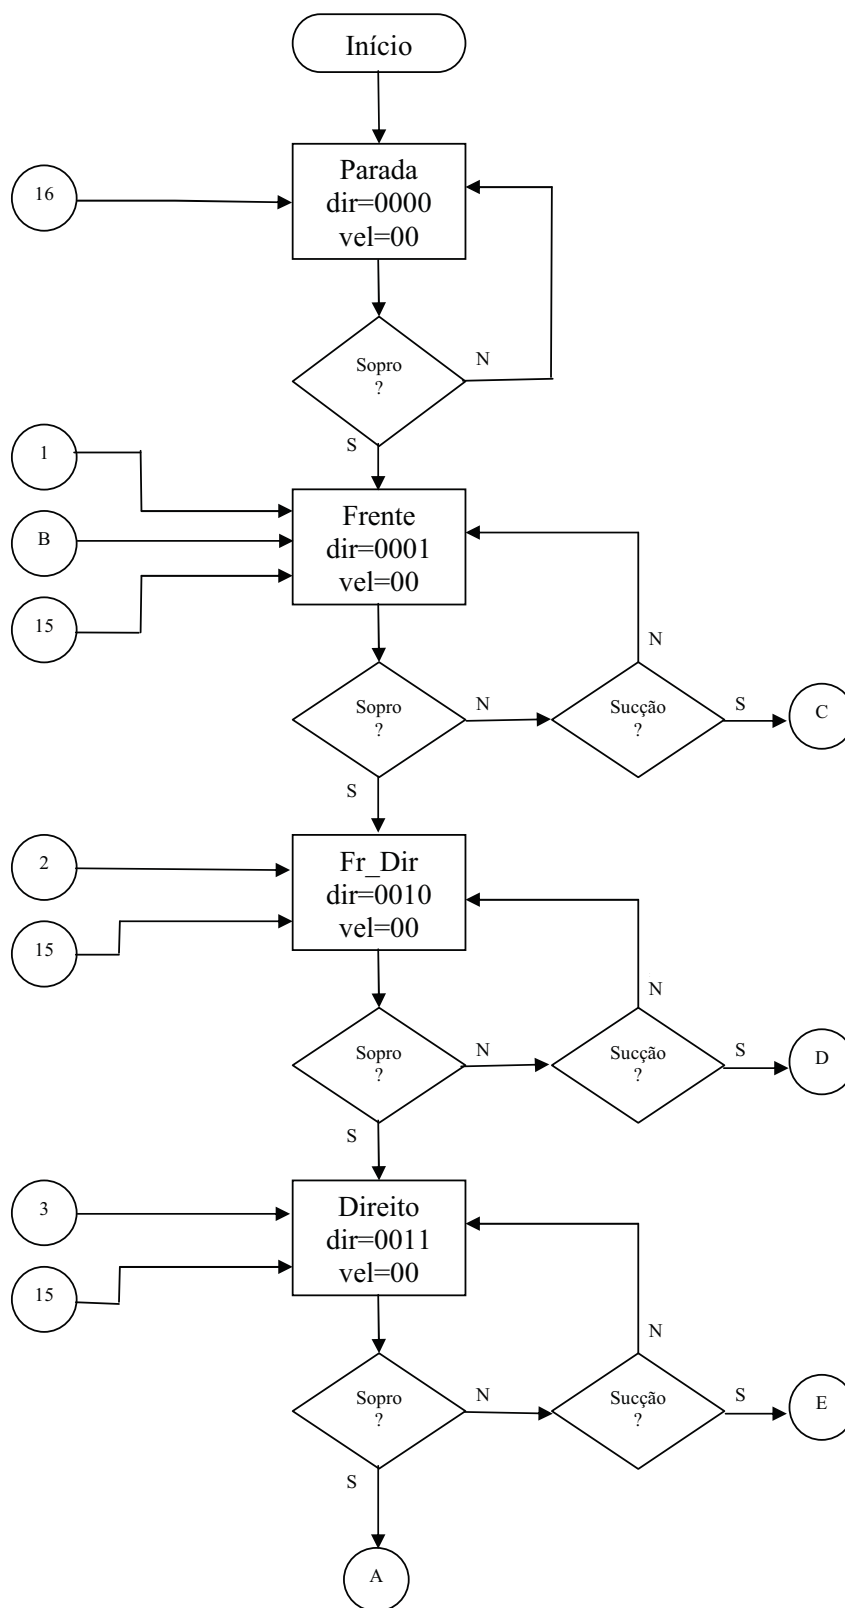 Início
Parada
dir=0000
vel=00
16
Sopro
?
N
S
1
B
15
Frente
dir=0001
vel=00
Sopro
?
N
Sucção
?
N
S
C
S
2
15
Fr_Dir
dir=0010
vel=00
Sopro
?
N
Sucção
?
N
S
D
S
3
15
Direito
dir=0011
vel=00
Sopro
?
N
Sucção
?
N
S
E
S
A